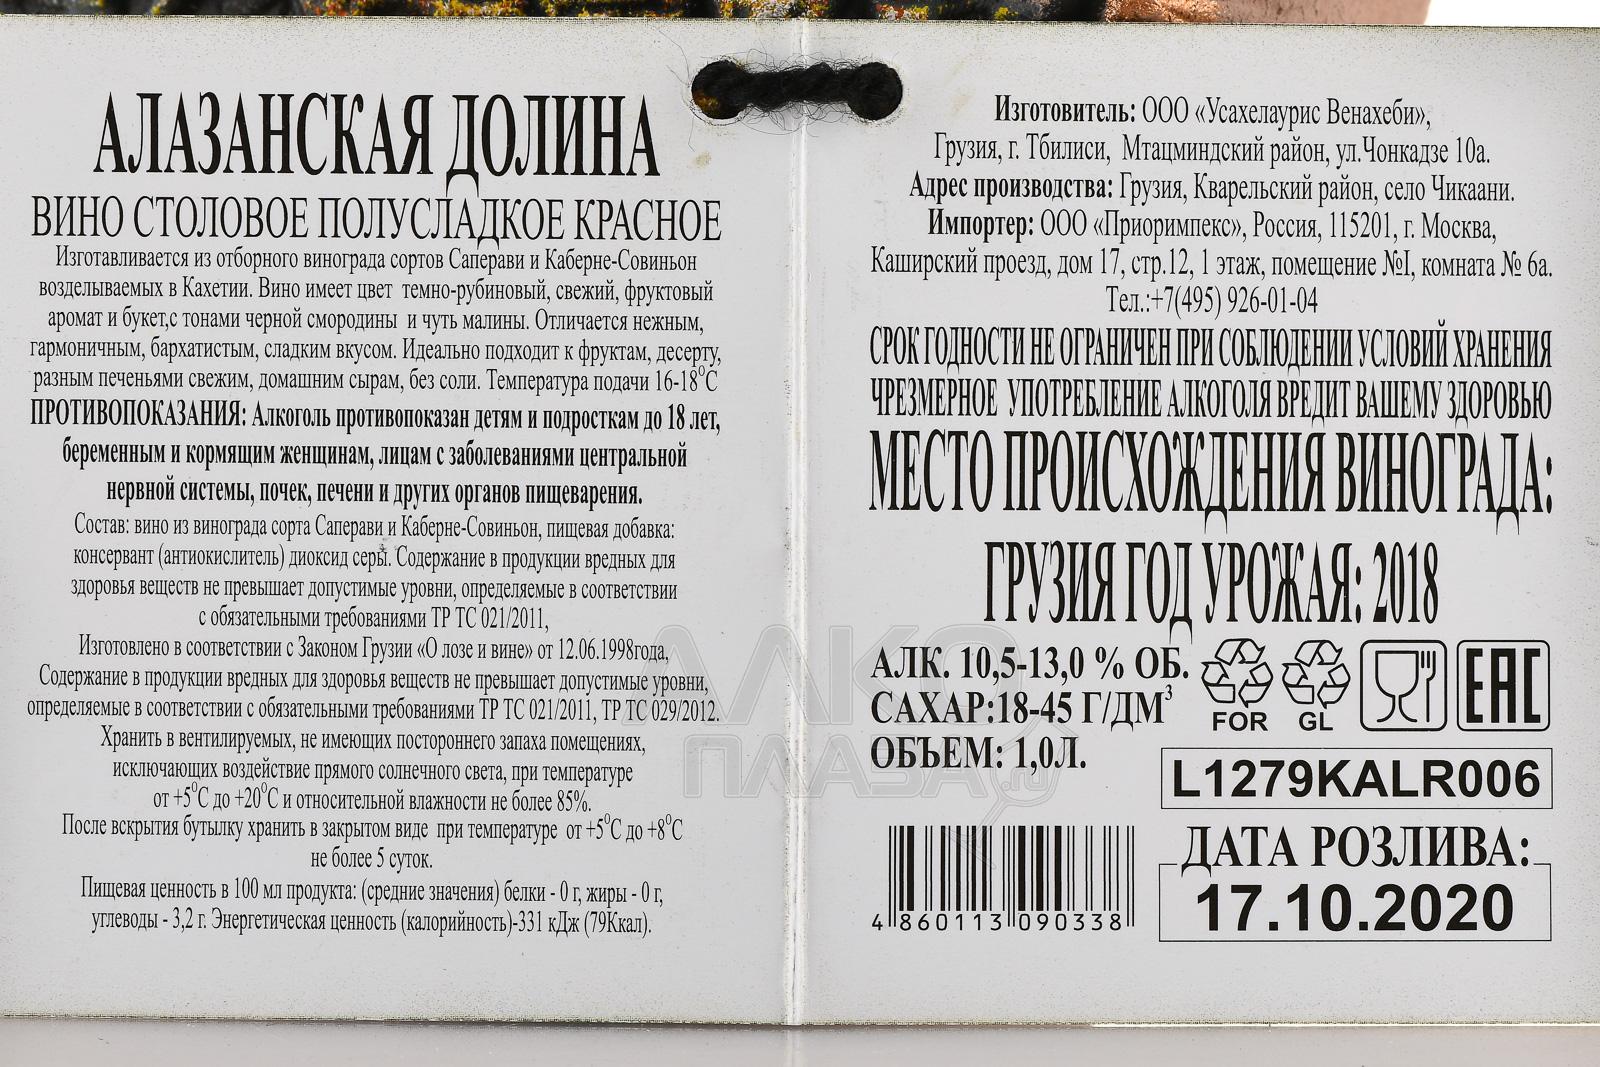 АЛАЗАНСКАЯ ДОЛИНА
ВИНО СТОЛОВОЕ ПОЛУСЛАДКОЕ КРАСНОЕ
Изготавливается из отборного винограда сортов Саперави и Каберне-Совиньон
возделываемых в Кахетии. Вино имеет цвет темно-рубиновый, свежий, фруктовый
аромат и букет,с тонами черной смородины и чуть малины. Отличается нежным,
гармоничным, бархатистым, сладким вкусом. Идеально подходит к фруктам, десерту,
разным печеньями свежим, домашним сырам, без соли. Температура подачи 16-18°С
ПРОТИВОПОКАЗАНИЯ: Алкоголь противопоказан детям и подросткам до 18 лет,
беременным и кормящим женщинам, лицам с заболеваниями центральной
нервной системы, почек, печени и других органов пищеварения.
Состав: вино из винограда сорта Саперави и Каберне-Совиньон, пищевая добавка:
консервант (антиокислитель) диоксид серы. Содержание в продукции вредных для
здоровья веществ не превышает допустимые уровни, определяемые в соответствии
с обязательными требованиями ТР ТС 021/2011,
Изготовлено в соответствии с Законом Грузии «О лозе и вине» от 12.06.1998года,
Содержание в продукции вредных для здоровья веществ не превышает допустимые уровни,
определяемые в соответствии с обязательными требованиями ТР ТС 021/2011, ТР ТС 029/2012.
Хранить в вентилируемых, не имеющих постороннего запаха помещениях,
исключающих воздействие прямого солнечного света, при температуре
от +5°С до +20°С и относительной влажности не более 85%.
После вскрытия бутылку хранить в закрытом виде при температуре от +5°С до +8°С
не более 5 суток.
Пищевая ценность в 100 мл продукта: (средние значения) белки - 0 г, жиры - 0 г,
углеводы - 3,2 г. Энергетическая ценность (калорийность)-331 кДж (79Ккал).
Изготовитель: ООО «Усахелаурис Венахеби»,
Грузия, г. Тбилиси, Мтацминдский район, ул.Чонкадзе 10а.
Адрес производства: Грузия, Кварельский район, село Чикаани.
Импортер: ООО «Приоримпекс», Россия, 115201, г. Москва,
Каширский проезд, дом 17, стр.12, 1 этаж, помещение №I, комната № 6а.
Тел.:+7(495) 926-01-04
СРОК ГОДНОСТИ НЕ ОГРАНИЧЕН ПРИ СОБЛЮДЕНИИ УСЛОВИЙ ХРАНЕНИЯ
ЧРЕЗМЕРНОЕ УПОТРЕБЛЕНИЕ АЛКОГОЛЯ ВРЕДИТ ВАШЕМУ ЗДОРОВЬЮ
МЕСТО ПРОИСХОЖДЕНИЯ ВИНОГРАДА:
ГРУЗИЯ ГОД УРОЖАЯ: 2018
АЛК. 10,5-13,0 % ОБ.
САХАР:18-45 Г/ДМ³
ОБЪЕМ: 1,0Л.
FOR GL EAC
L1279KALR006
ДАТА РОЗЛИВА:
17.10.2020
4 860113 090338
АЛКО
ПЛАЗА.ru